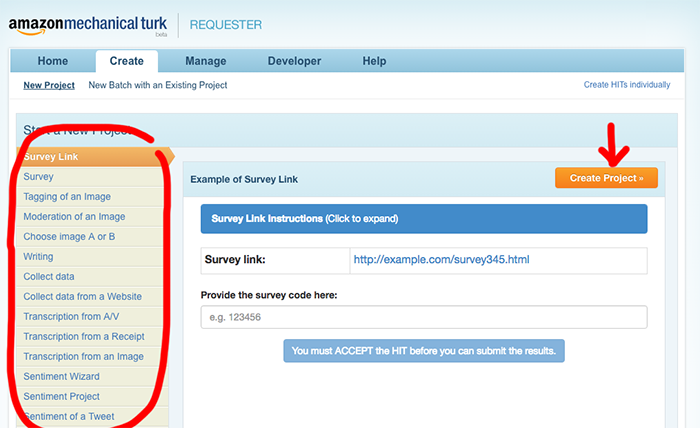 amazonmechanical turk
beta
REQUESTER
Home Create Manage Developer Help
New Project New Batch with an Existing Project Create HITs individually
Start a New Project
Survey Link
Survey
Tagging of an Image
Moderation of an Image
Choose image A or B
Writing
Collect data
Collect data from a Website
Transcription from A/V
Transcription from a Receipt
Transcription from an Image
Sentiment Wizard
Sentiment Project
Sentiment of a Tweet
Example of Survey Link
Create Project »
Survey Link Instructions (Click to expand)
Survey link: http://example.com/survey345.html
Provide the survey code here:
e.g. 123456
You must ACCEPT the HIT before you can submit the results.